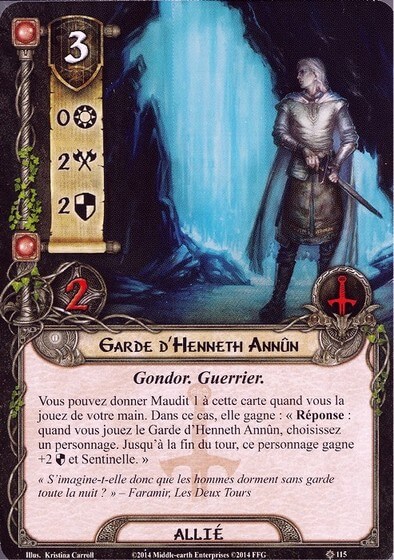 3
0
2
2
2
GARDE D'HENNETH ANNÛN
Gondor. Guerrier.
Vous pouvez donner Maudit 1 à cette carte quand vous la
jouez de votre main. Dans ce cas, elle gagne : « Réponse :
quand vous jouez le Garde d'Henneth Annûn, choisissez
un personnage. Jusqu'à la fin du tour, ce personnage gagne
+2 et Sentinelle. »
« S'imagine-t-elle donc que les hommes dorment sans garde
toute la nuit ? » – Faramir, Les Deux Tours
ALLIÉ
Illus. Kristina Carroll ©2014 Middle-earth Enterprises ©2014 FFG 115